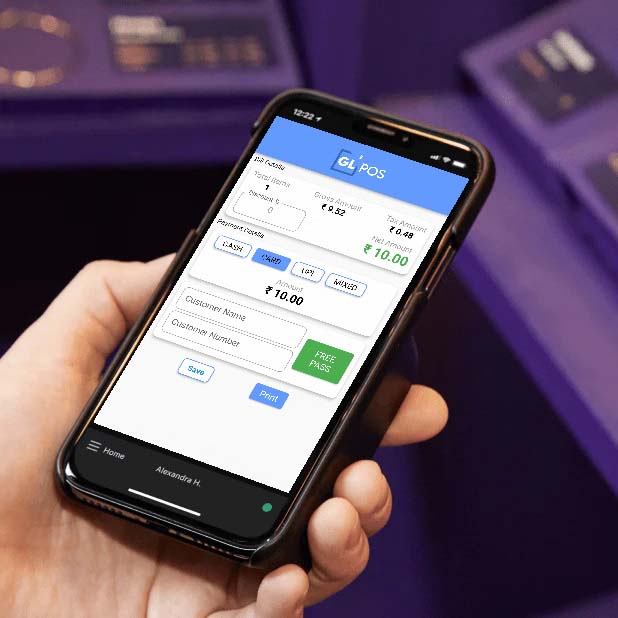 12:22
GL POS
Bill Details
Total Items
1
Gross Amount
₹ 9.52
Tax Amount
₹ 0.48
Discount %
0
Net Amount
₹ 10.00
Payment Details
CASH
CARD
UPI
MIXED
Amount
₹ 10.00
Customer Name
Customer Number
FREE
PASS
Save
Print
Home
Alexandra H.